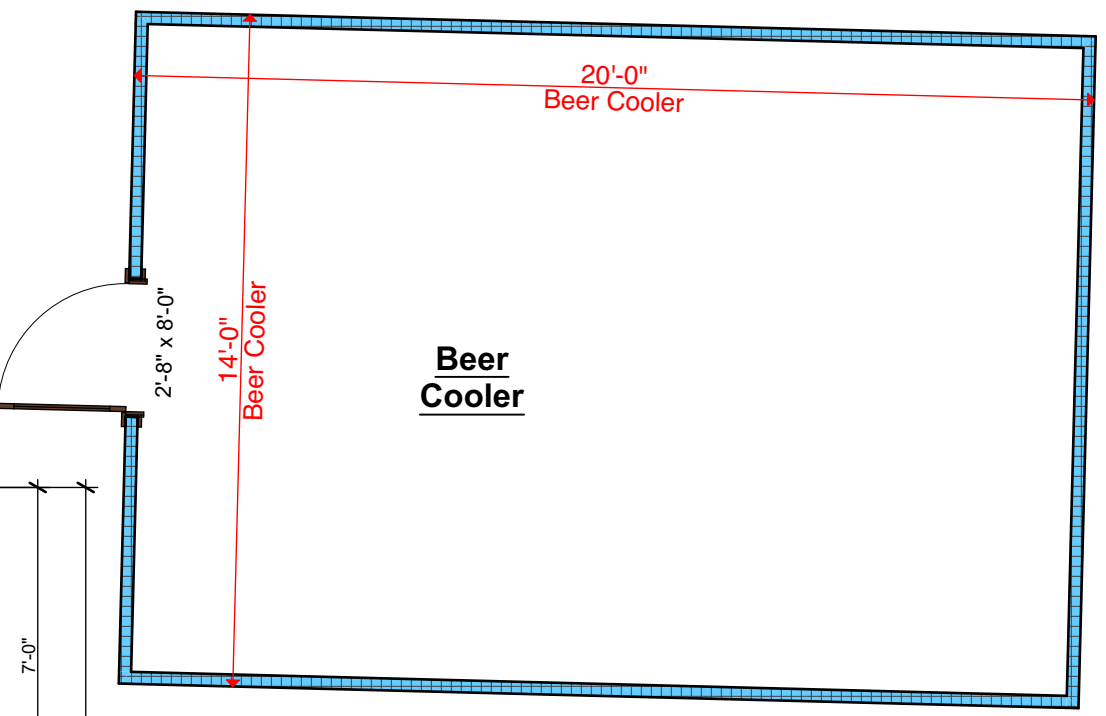 20'-0"
Beer Cooler
2'-8" x 8'-0"
14'-0"
Beer Cooler
Beer
Cooler
7'-0"